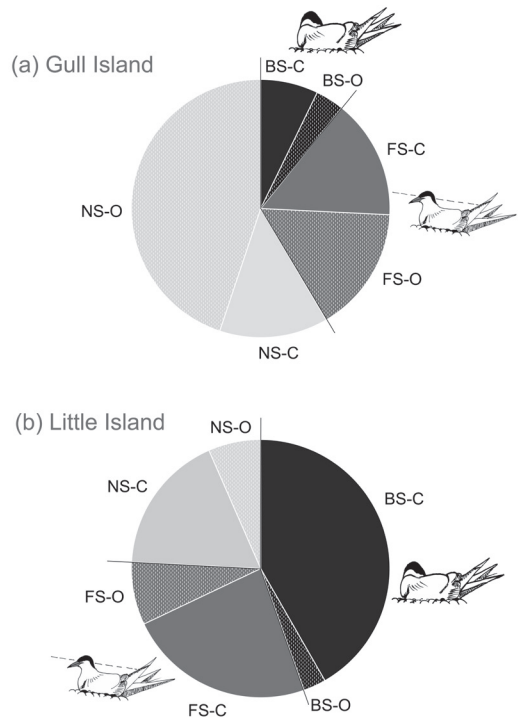 (a) Gull Island
BS-C
BS-O
FS-C
NS-O
FS-O
NS-C
(b) Little Island
NS-O
NS-C
BS-C
FS-O
BS-O
FS-C